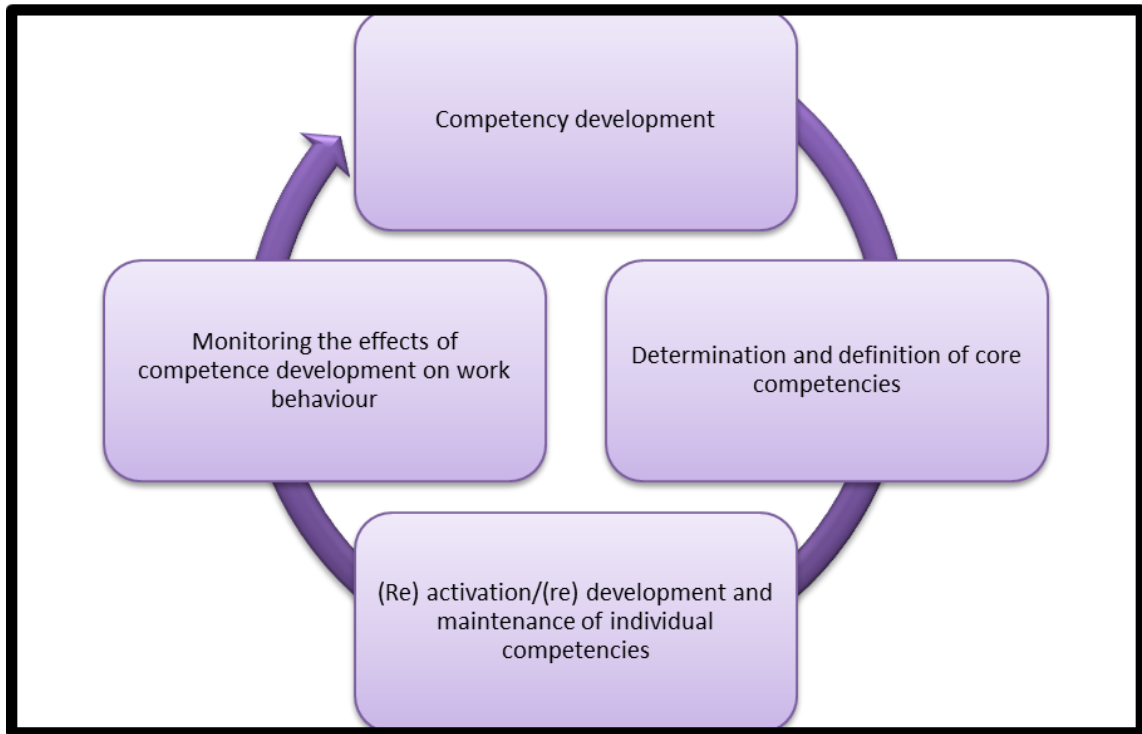 Competency development
Determination and definition of core
competencies
(Re) activation/(re) development and
maintenance of individual
competencies
Monitoring the effects of
competence development on work
behaviour